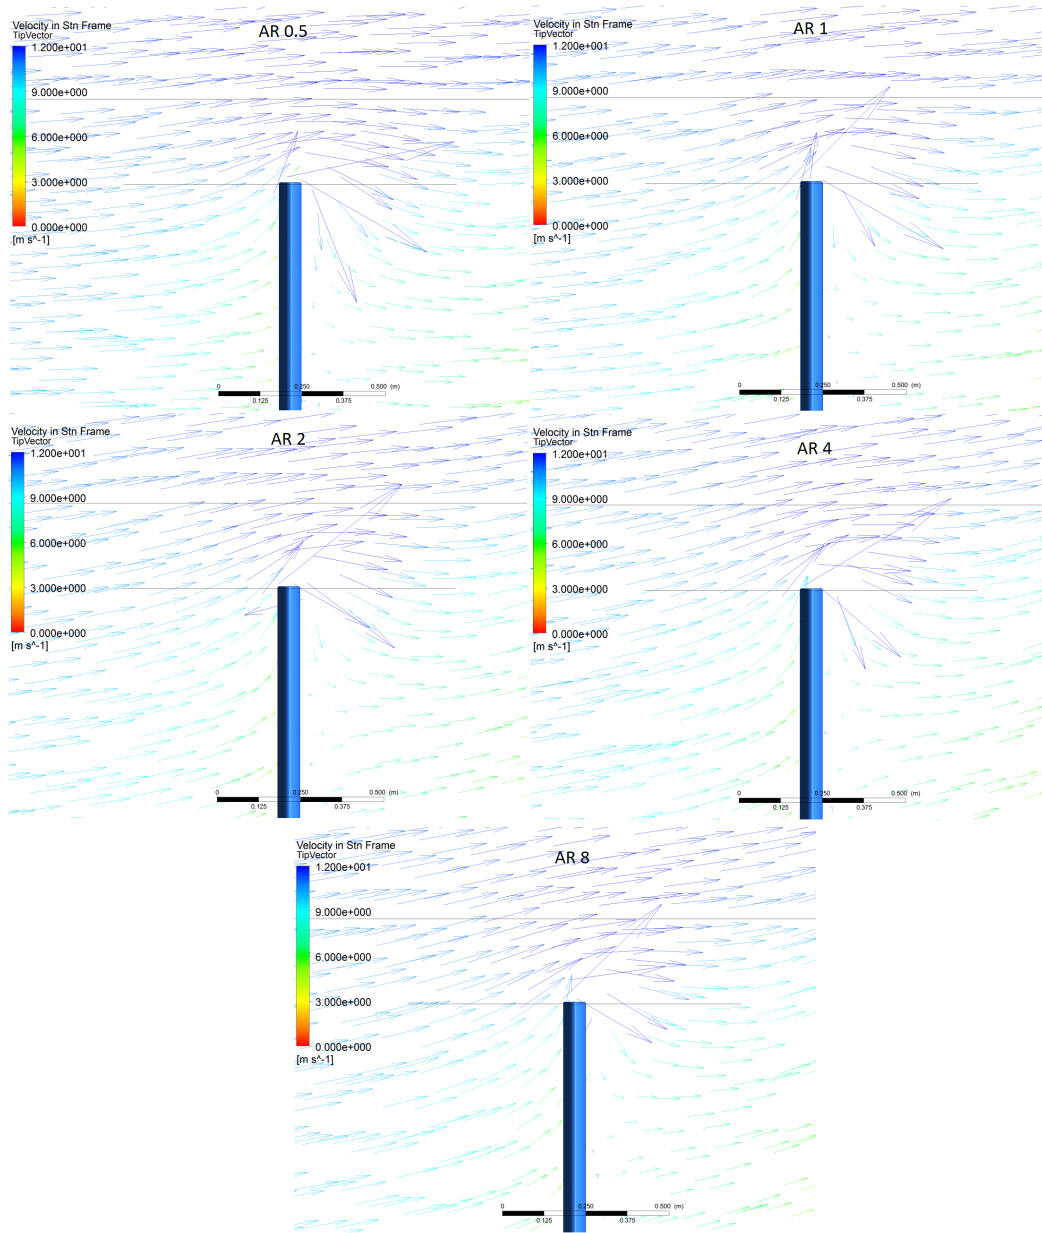 Velocity in Stn Frame
TipVector
AR 0.5
1.200e+001
9.000e+000
6.000e+000
3.000e+000
0.000e+000
[m s^-1]
0 0.250 0.500 (m)
0.125 0.375
Velocity in Stn Frame
TipVector
AR 1
1.200e+001
9.000e+000
6.000e+000
3.000e+000
0.000e+000
[m s^-1]
0 0.250 0.500 (m)
0.125 0.375
Velocity in Stn Frame
TipVector
AR 2
1.200e+001
9.000e+000
6.000e+000
3.000e+000
0.000e+000
[m s^-1]
0 0.250 0.500 (m)
0.125 0.375
Velocity in Stn Frame
TipVector
AR 4
1.200e+001
9.000e+000
6.000e+000
3.000e+000
0.000e+000
[m s^-1]
0 0.250 0.500 (m)
0.125 0.375
Velocity in Stn Frame
TipVector
AR 8
1.200e+001
9.000e+000
6.000e+000
3.000e+000
0.000e+000
[m s^-1]
0 0.250 0.500 (m)
0.125 0.375